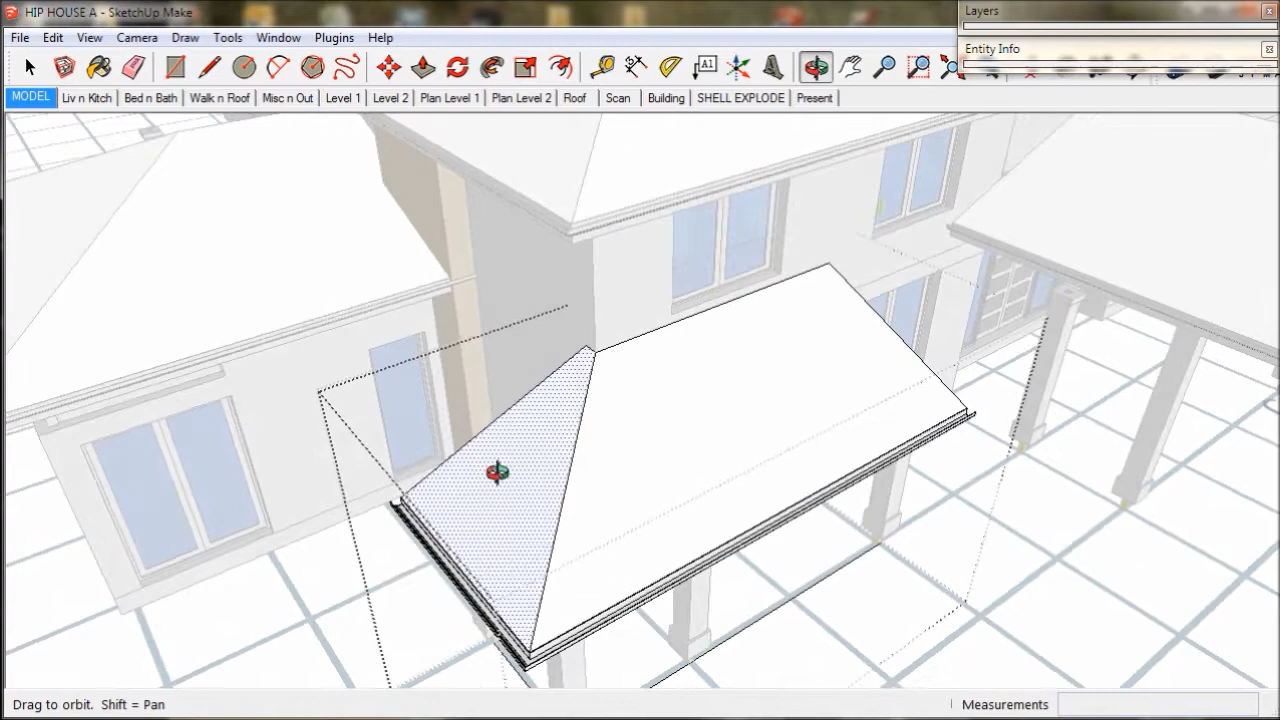 HIP HOUSE A - SketchUp Make
Layers
File Edit View Camera Draw Tools Window Plugins Help
Entity Info
A1
MODEL Liv n Kitch Bed n Bath Walk n Roof Misc n Out Level 1 Level 2 Plan Level 1 Plan Level 2 Roof Scan Building SHELL EXPLODE Present
Drag to orbit. Shift = Pan
Measurements